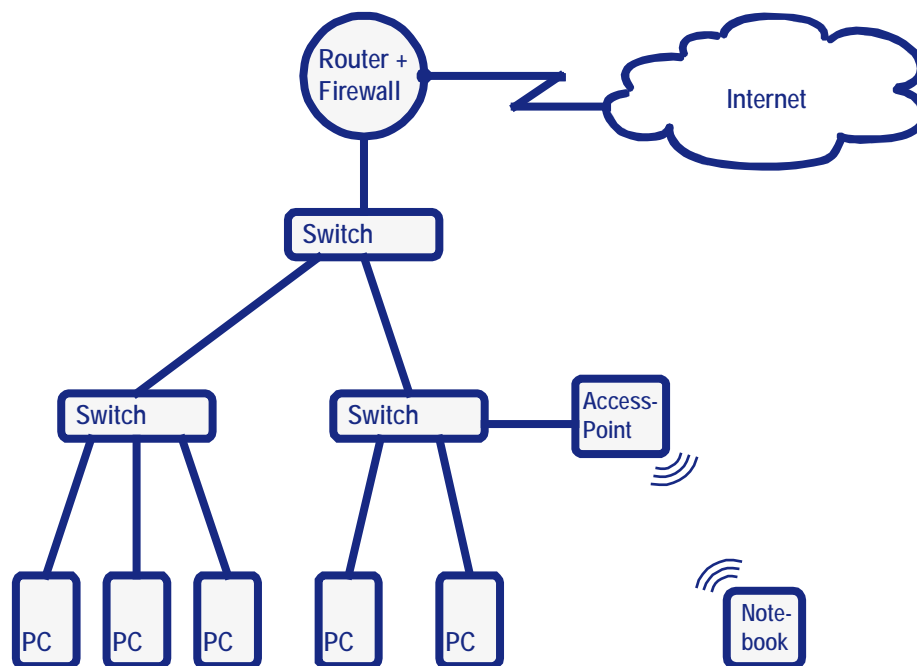 Router +
Firewall
Internet
Switch
Switch
Switch
Access-
Point
PC
PC
PC
PC
PC
Note-
book